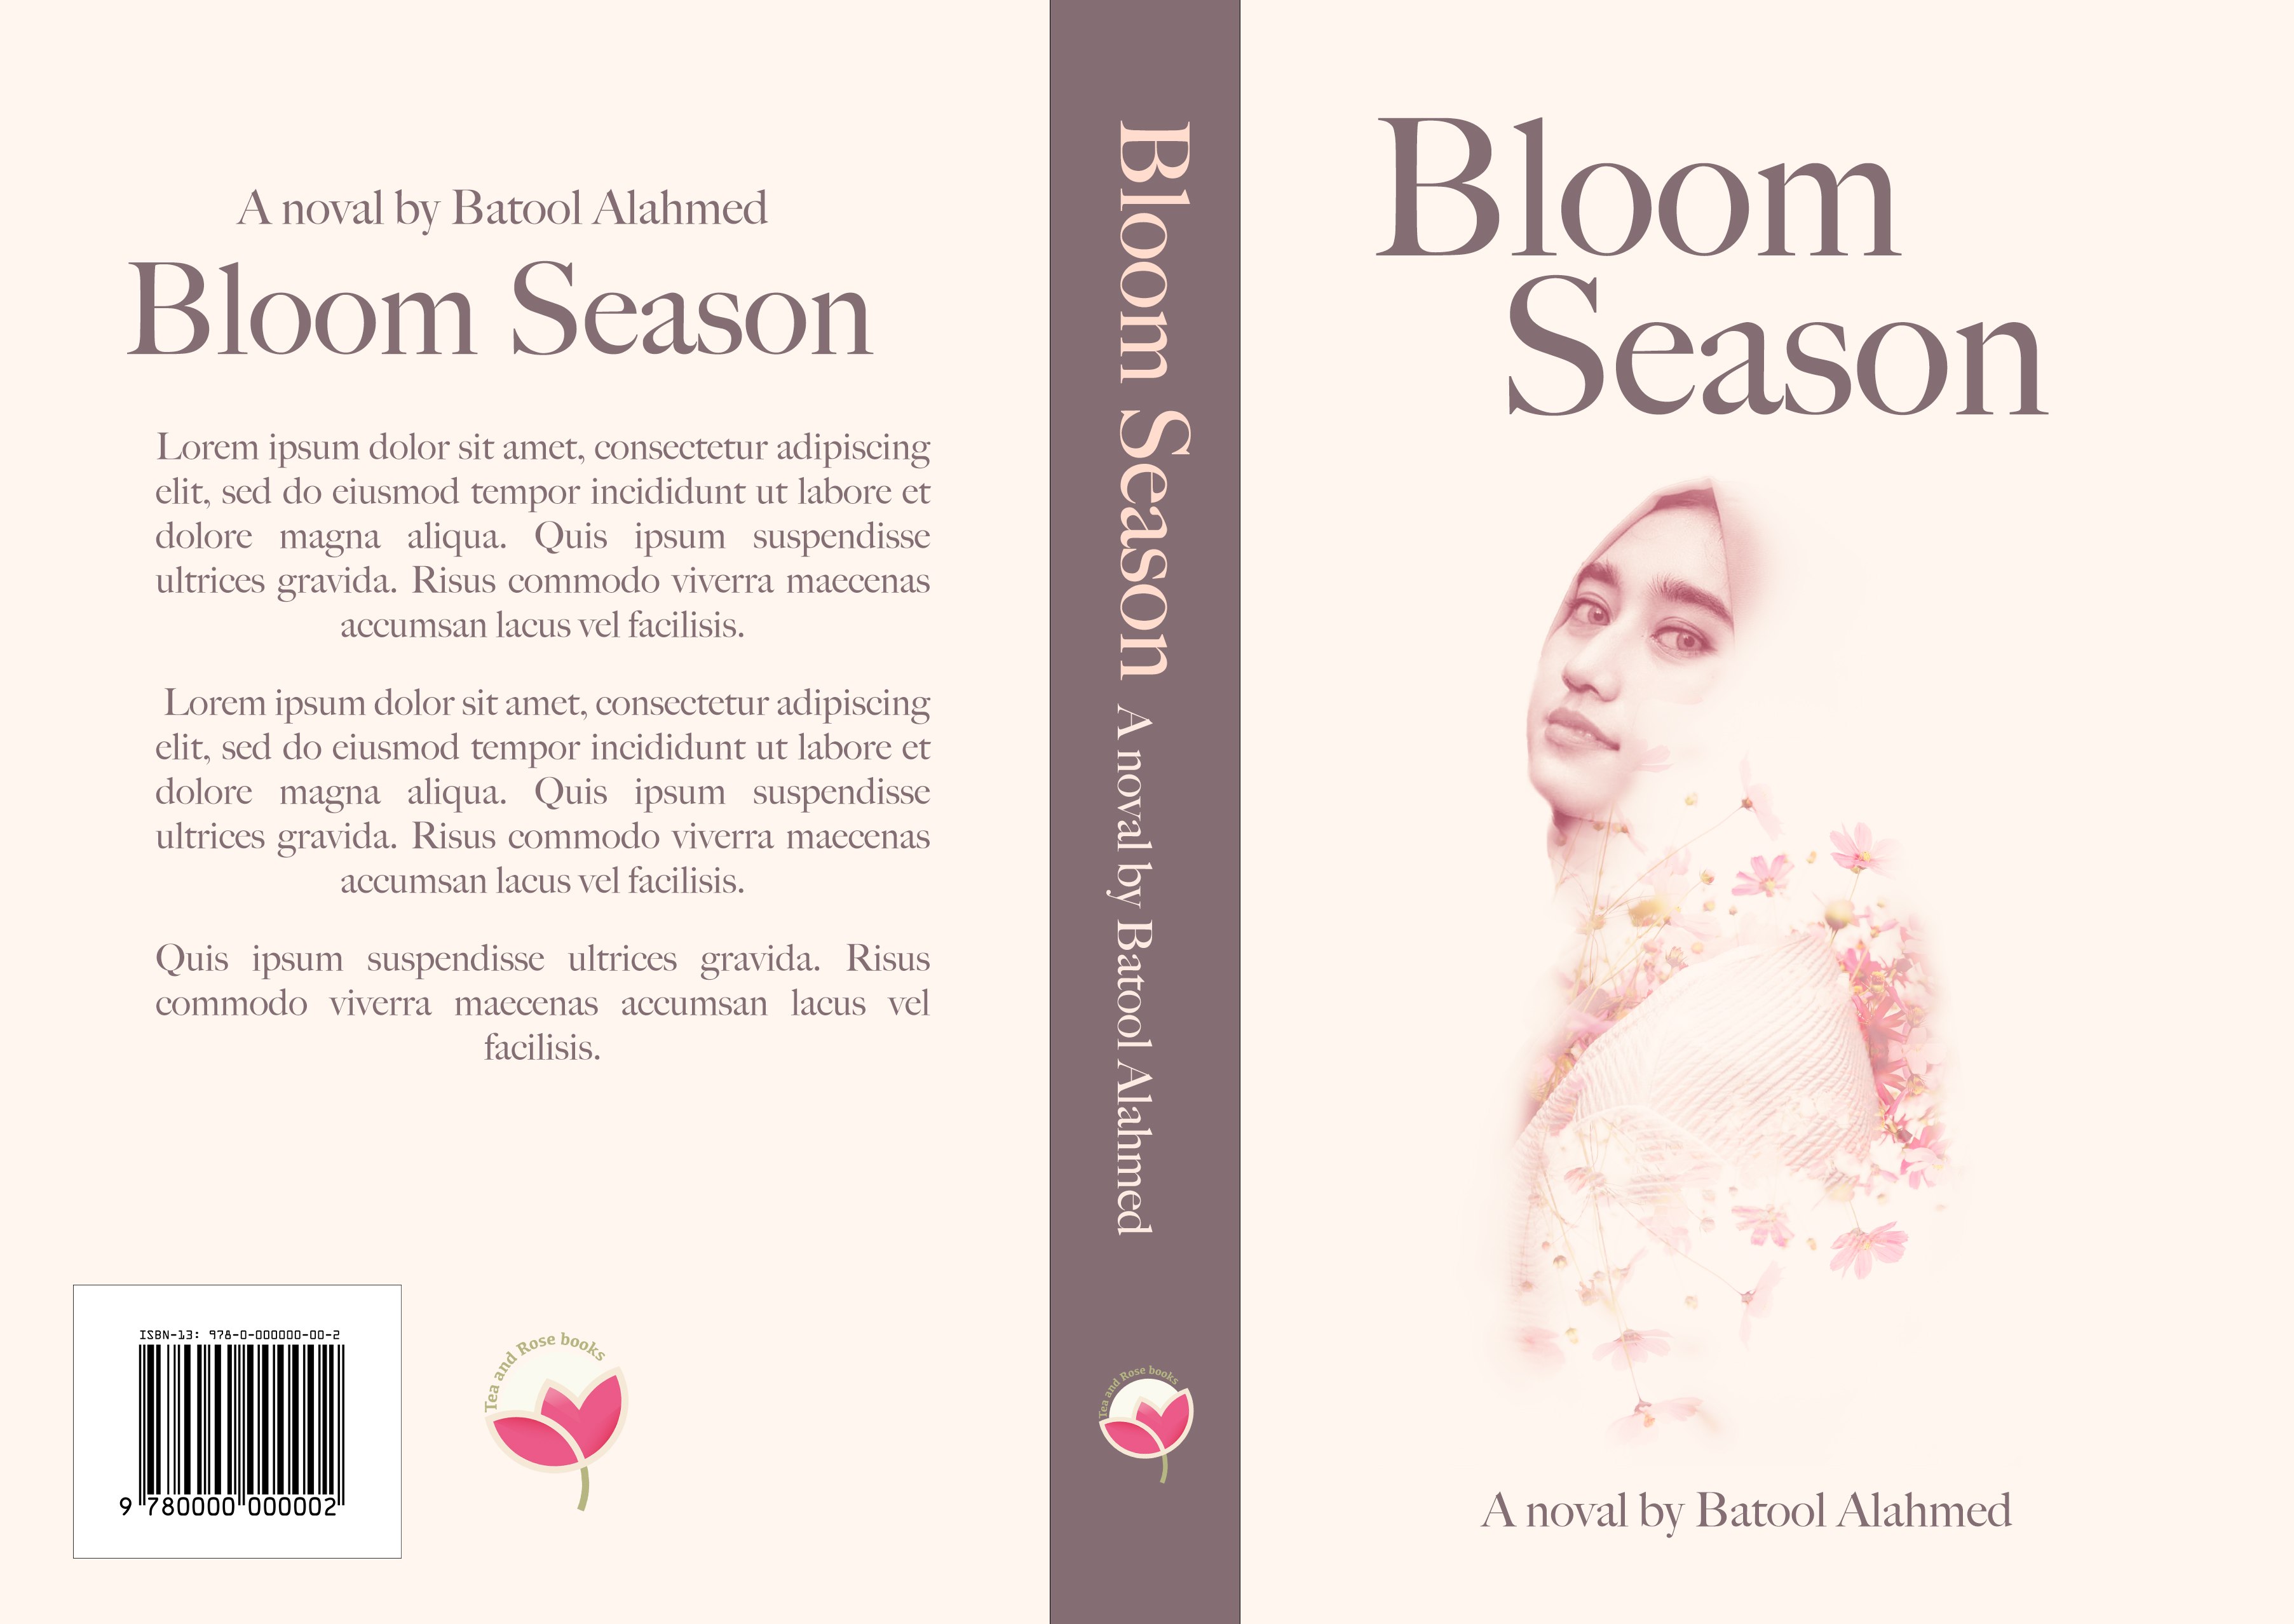 A noval by Batool Alahmed
Bloom Season
Lorem ipsum dolor sit amet, consectetur adipiscing
elit, sed do eiusmod tempor incididunt ut labore et
dolore magna aliqua. Quis ipsum suspendisse
ultrices gravida. Risus commodo viverra maecenas
accumsan lacus vel facilisis.
Lorem ipsum dolor sit amet, consectetur adipiscing
elit, sed do eiusmod tempor incididunt ut labore et
dolore magna aliqua. Quis ipsum suspendisse
ultrices gravida. Risus commodo viverra maecenas
accumsan lacus vel facilisis.
Quis ipsum suspendisse ultrices gravida. Risus
commodo viverra maecenas accumsan lacus vel
facilisis.
ISBN-13: 978-0-000000-00-2
9 780000 000002
Tea and Rose books
Bloom Season A noval by Batool Alahmed
Tea and Rose books
Bloom
Season
A noval by Batool Alahmed